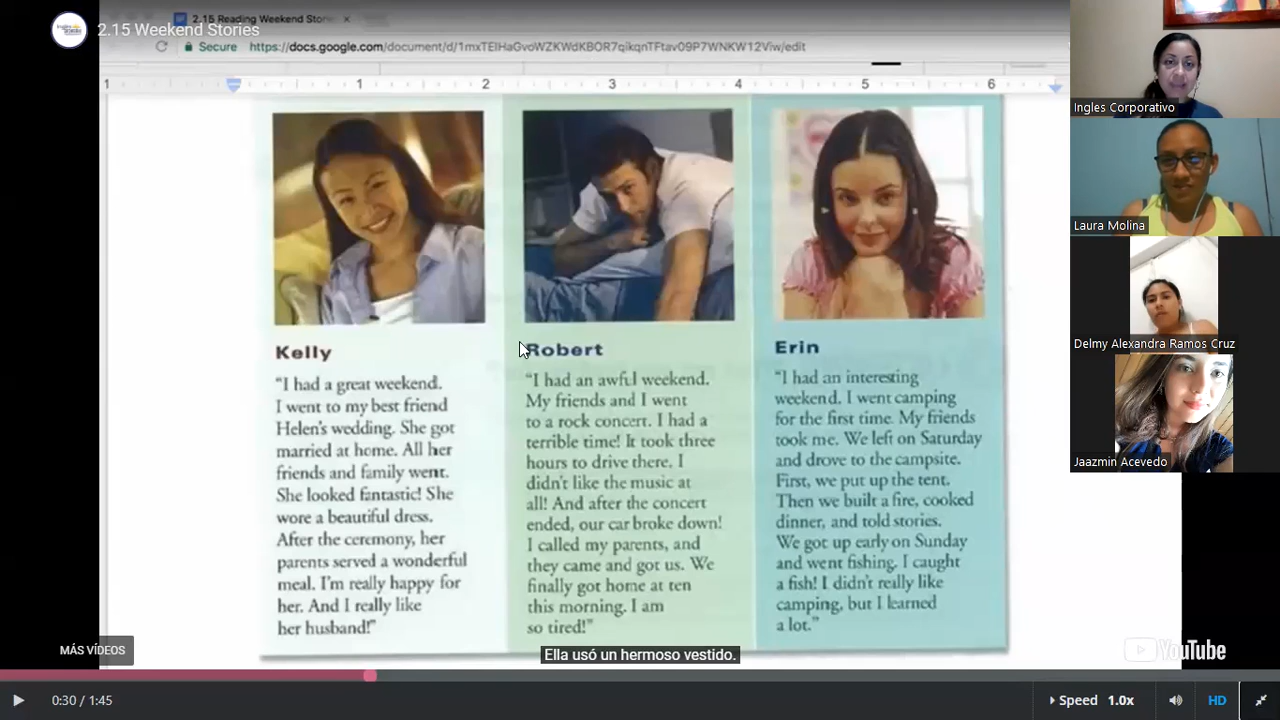 2.15 Reading Weekend Sto
2.15 Weekend Stories
Secure
https://docs.google.com/document/d/1mxTEIHaGvoWZKWdKBOR7qikqnTFtav09P7WNKW12Viw/edit
1 1 2 3 4 5 6
Kelly
"I had a great weekend.
I went to my best friend
Helen's wedding. She got
married at home. All her
friends and family went.
She looked fantastic! She
wore a beautiful dress.
After the ceremony, her
parents served a wonderful
meal. I'm really happy for
her. And I really like
her husband!"
Robert
"I had an awful weekend.
My friends and I went
to a rock concert. I had a
terrible time! It took three
hours to drive there. I
didn't like the music at
all! And after the concert
ended, our car broke down!
I called my parents, and
they came and got us. We
finally got home at ten
this morning. I am
so tired!"
Erin
"I had an interesting
weekend. I went camping
for the first time. My friends
took me. We left on Saturday
and drove to the campsite.
First, we put up the tent.
Then we built a fire, cooked
dinner, and told stories.
We got up early on Sunday
and went fishing. I caught
a fish! I didn't really like
camping, but I learned
a lot."
Ella usó un hermoso vestido.
MÁS VÍDEOS
YouTube
0:30 / 1:45
Speed 1.0x
HD
Ingles Corporativo
Laura Molina
Delmy Alexandra Ramos Cruz
Jaazmin Acevedo